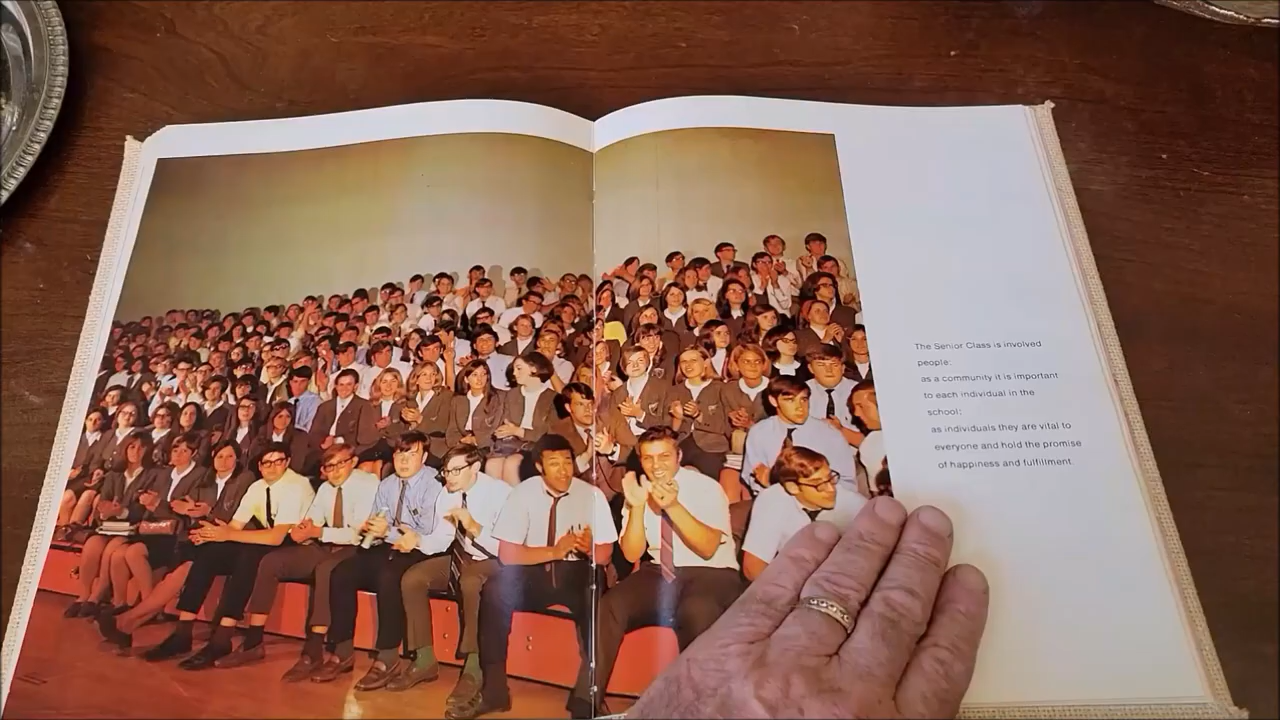 The Senior Class is involved
people:
as a community it is important
to each individual in the
school:
as individuals they are vital to
everyone and hold the promise
of happiness and fulfillment.